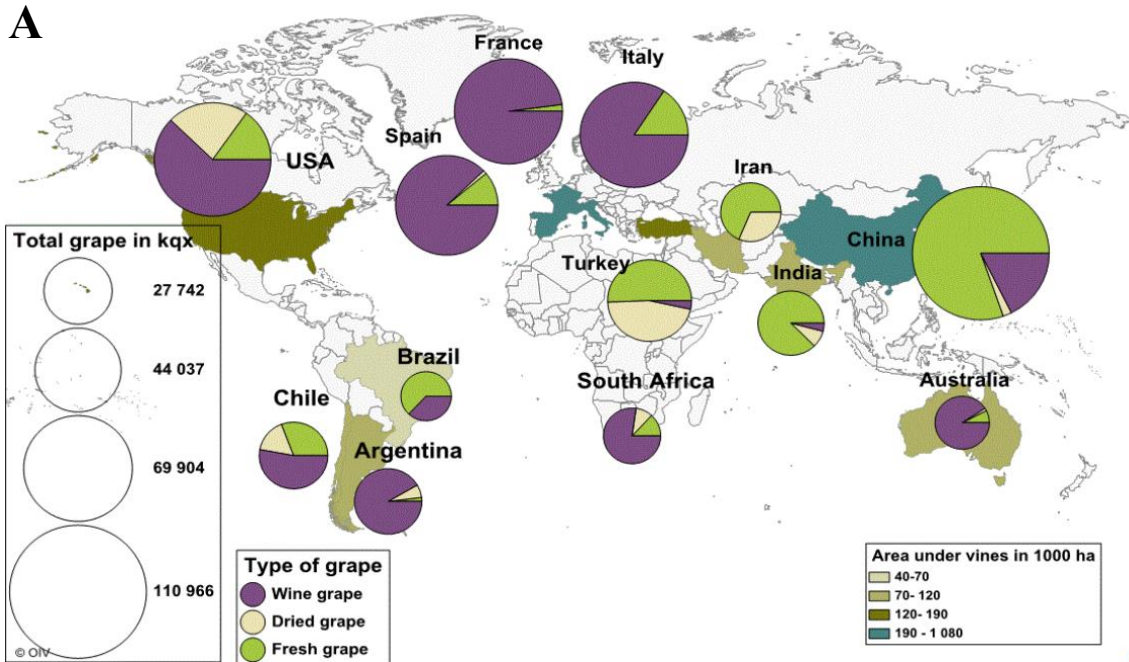 A
France
Italy
Spain
USA
Iran
China
India
Turkey
Total grape in kqx
27 742
44 037
69 904
110 966
© OIV
Brazil
Chile
Argentina
South Africa
Australia
Type of grape
Wine grape
Dried grape
Fresh grape
Area under vines in 1000 ha
40-70
70- 120
120- 190
190 - 1 080